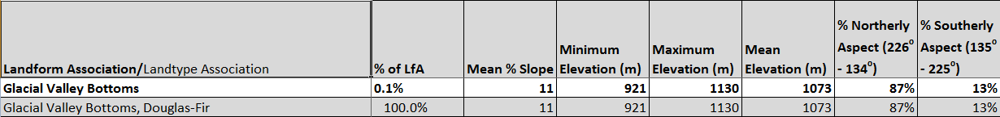 Landform Association/Landtype Association % of LfA Mean % Slope Minimum Elevation (m) Maximum Elevation (m) Mean Elevation (m) % Northerly Aspect (226° - 134°) % Southerly Aspect (135° - 225°)
Glacial Valley Bottoms 0.1% 11 921 1130 1073 87% 13%
Glacial Valley Bottoms, Douglas-Fir 100.0% 11 921 1130 1073 87% 13%